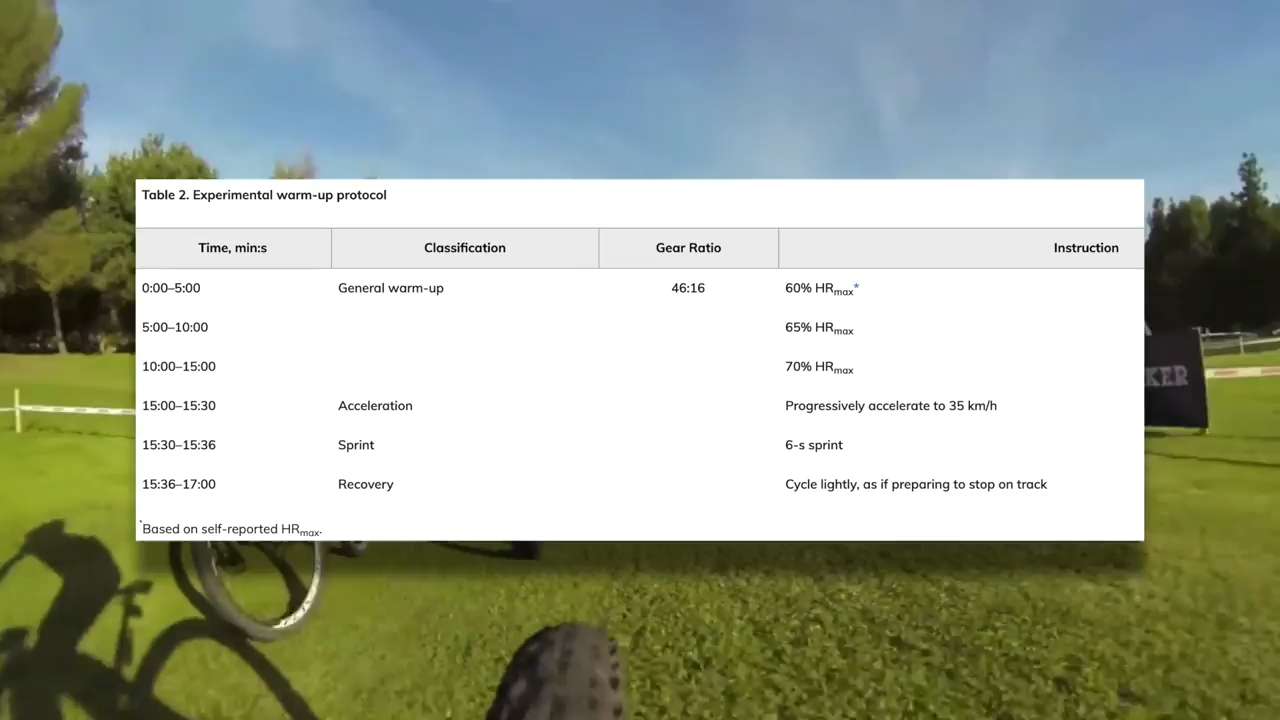 Table 2. Experimental warm-up protocol
Time, min:s Classification Gear Ratio Instruction
0:00–5:00 General warm-up 46:16 60% HRmax*
5:00–10:00 65% HRmax
10:00–15:00 70% HRmax
15:00–15:30 Acceleration Progressively accelerate to 35 km/h
15:30–15:36 Sprint 6-s sprint
15:36–17:00 Recovery Cycle lightly, as if preparing to stop on track
*Based on self-reported HRmax.
KER